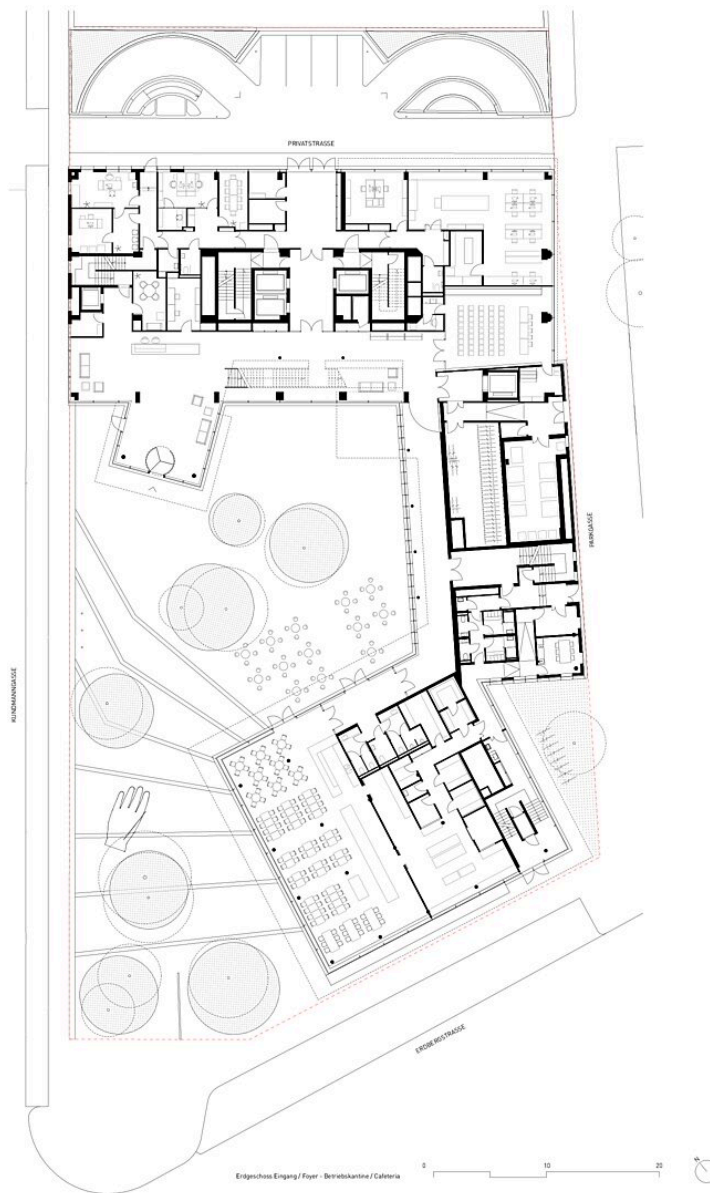 PRIVATSTRASSE
PARKGASSE
KUNDMANNGASSE
ERDBERGSTRASSE
Erdgeschoss Eingang / Foyer - Betriebskantine / Cafeteria
0 10 20